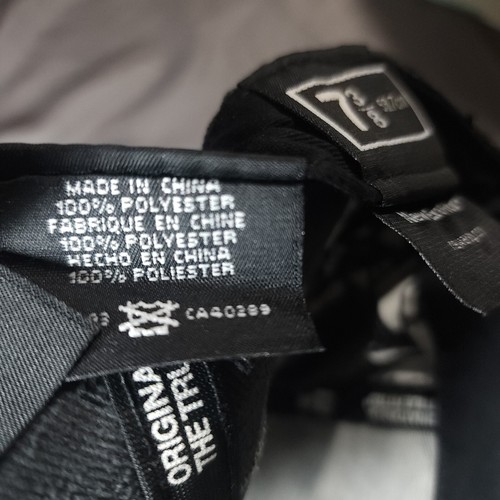 7 3/8
MADE IN CHINA
100% POLYESTER
FABRIQUE EN CHINE
100% POLYESTER
HECHO EN CHINA
100% POLIESTER
CA40289
ORIGINA
THE TRU